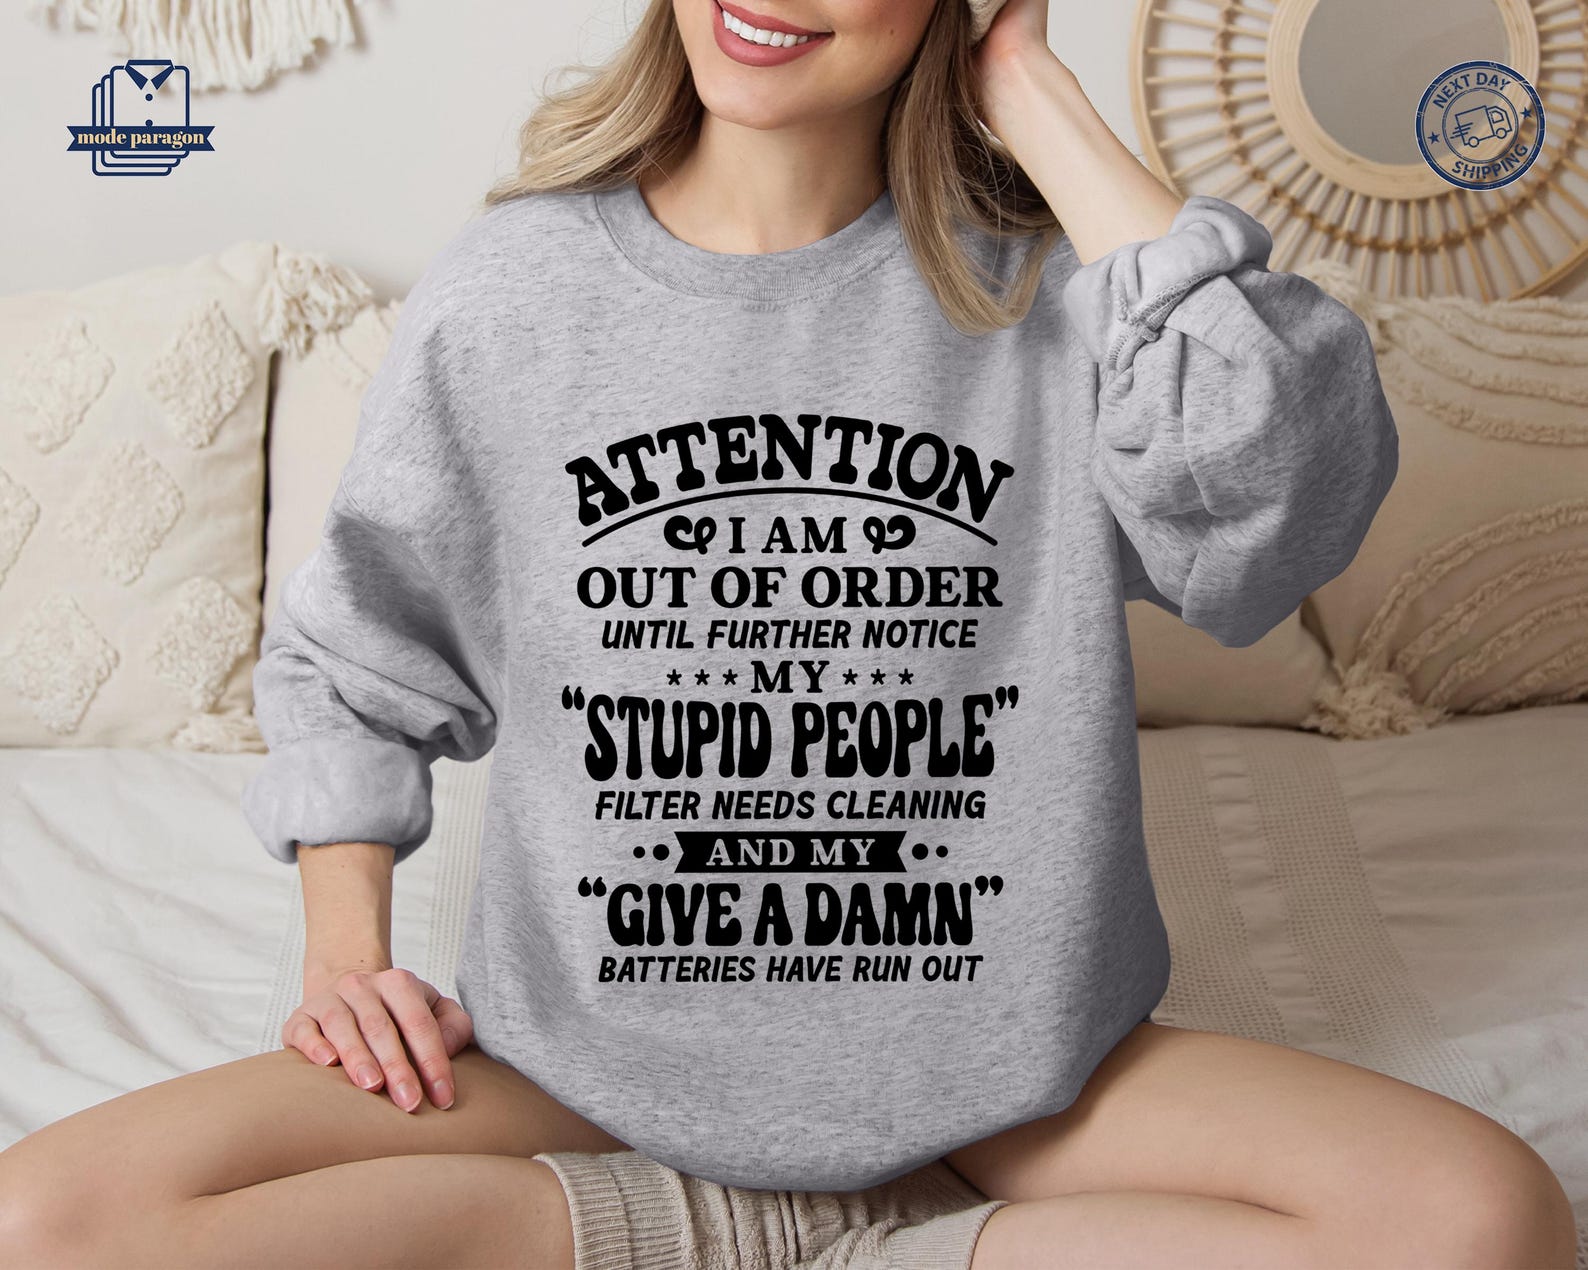 mode paragon
NEXT DAY
SHIPPING
ATTENTION
I AM
OUT OF ORDER
UNTIL FURTHER NOTICE
***MY***
“STUPID PEOPLE”
FILTER NEEDS CLEANING
AND MY
“GIVE A DAMN”
BATTERIES HAVE RUN OUT